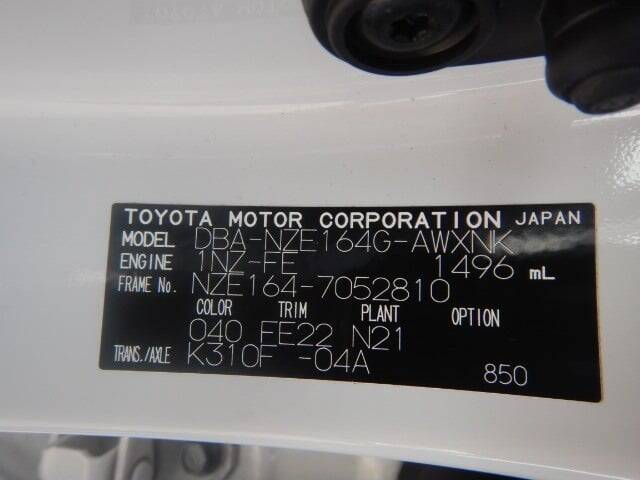 TOYOTA MOTOR CORPORATION JAPAN
MODEL DBA-NZE164G-AWXNK
ENGINE 1NZ-FE 1496 mL
FRAME No. NZE164-7052810
COLOR TRIM PLANT OPTION
040 FE22 N21
TRANS./AXLE K310F -04A
850